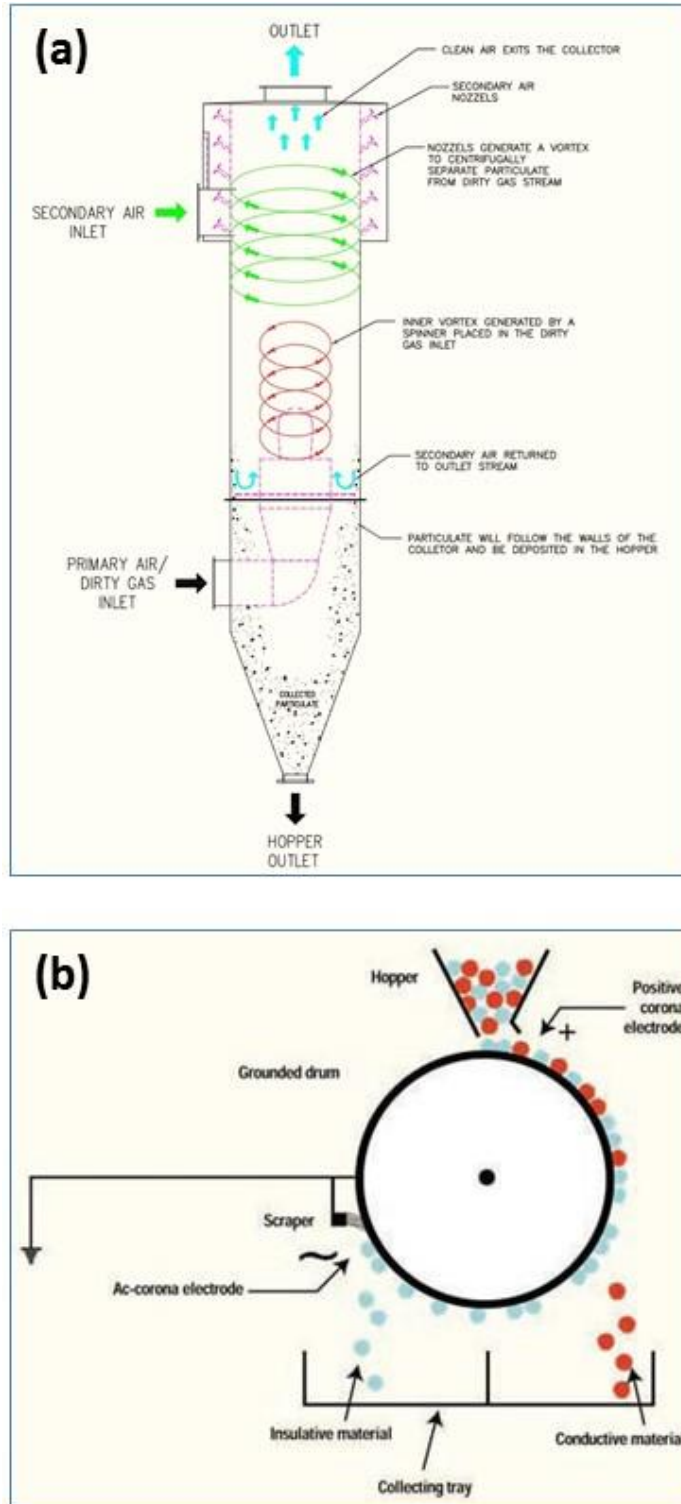 (a)
OUTLET
CLEAN AIR EXITS THE COLLECTOR
SECONDARY AIR
NOZZELS
NOZZELS GENERATE A VORTEX
TO CENTRIFUGALLY
SEPARATE PARTICULATE
FROM DIRTY GAS STREAM
SECONDARY AIR
INLET
INNER VORTEX GENERATED BY A
SPINNER PLACED IN THE DIRTY
GAS INLET
SECONDARY AIR RETURNED
TO OUTLET STREAM
PARTICULATE WILL FOLLOW THE WALLS OF THE
COLLETOR AND BE DEPOSITED IN THE HOPPER
PRIMARY AIR/
DIRTY GAS
INLET
COLLECTED
PARTICULATE
HOPPER
OUTLET
(b)
Hopper
Positive
corona
electrode
+
Grounded drum
Scraper
~
Ac-corona electrode
Insulative material
Conductive material
Collecting tray